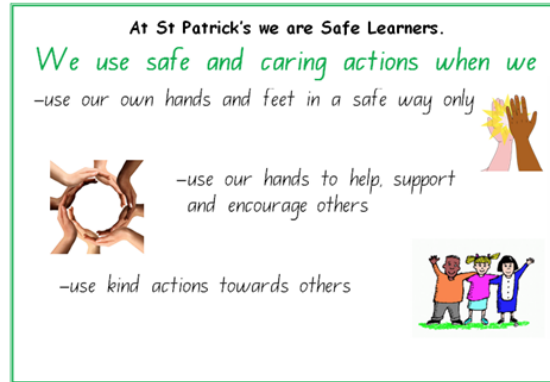 At St Patrick's we are Safe Learners.
We use safe and caring actions when we
-use our own hands and feet in a safe way only
-use our hands to help, support
and encourage others
-use kind actions towards others